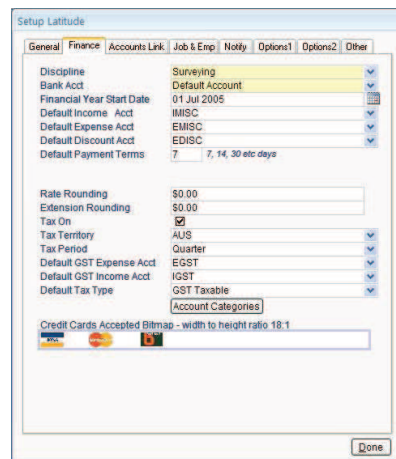 Setup Latitude
General Finance Accounts Link Job & Emp Notify Options1 Options2 Other
Discipline Surveying
Bank Acct Default Account
Financial Year Start Date 01 Jul 2005
Default Income Acct IMISC
Default Expense Acct EMISC
Default Discount Acct EDISC
Default Payment Terms 7 7, 14, 30 etc days
Rate Rounding $0.00
Extension Rounding $0.00
Tax On
Tax Territory AUS
Tax Period Quarter
Default GST Expense Acct EGST
Default GST Income Acct IGST
Default Tax Type GST Taxable
Account Categories
Credit Cards Accepted Bitmap - width to height ratio 18:1
VISA
Done